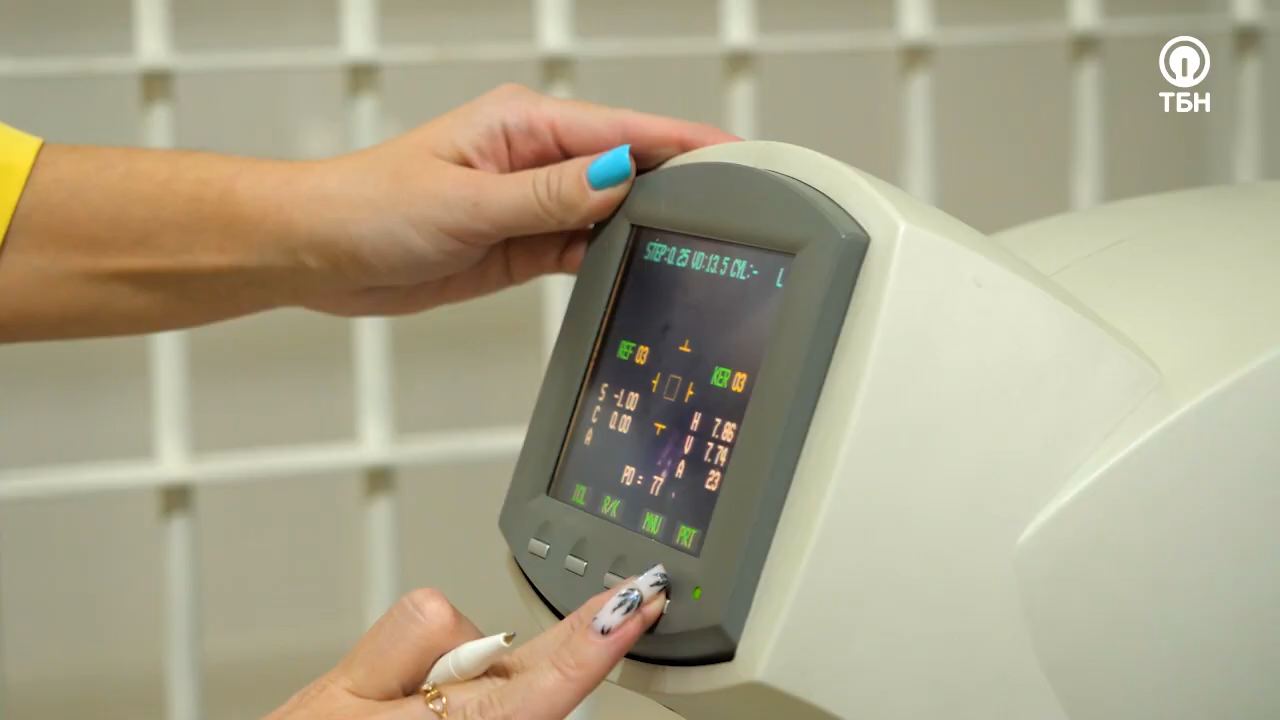 ТБН
STEP:0.25 VD:13.5 CYL:-
L
REF 03
KER 03
S -1.00
C 0.00
A
H 7.86
V 7.74
A 23
PD = 77
R/K
MNU
PRT